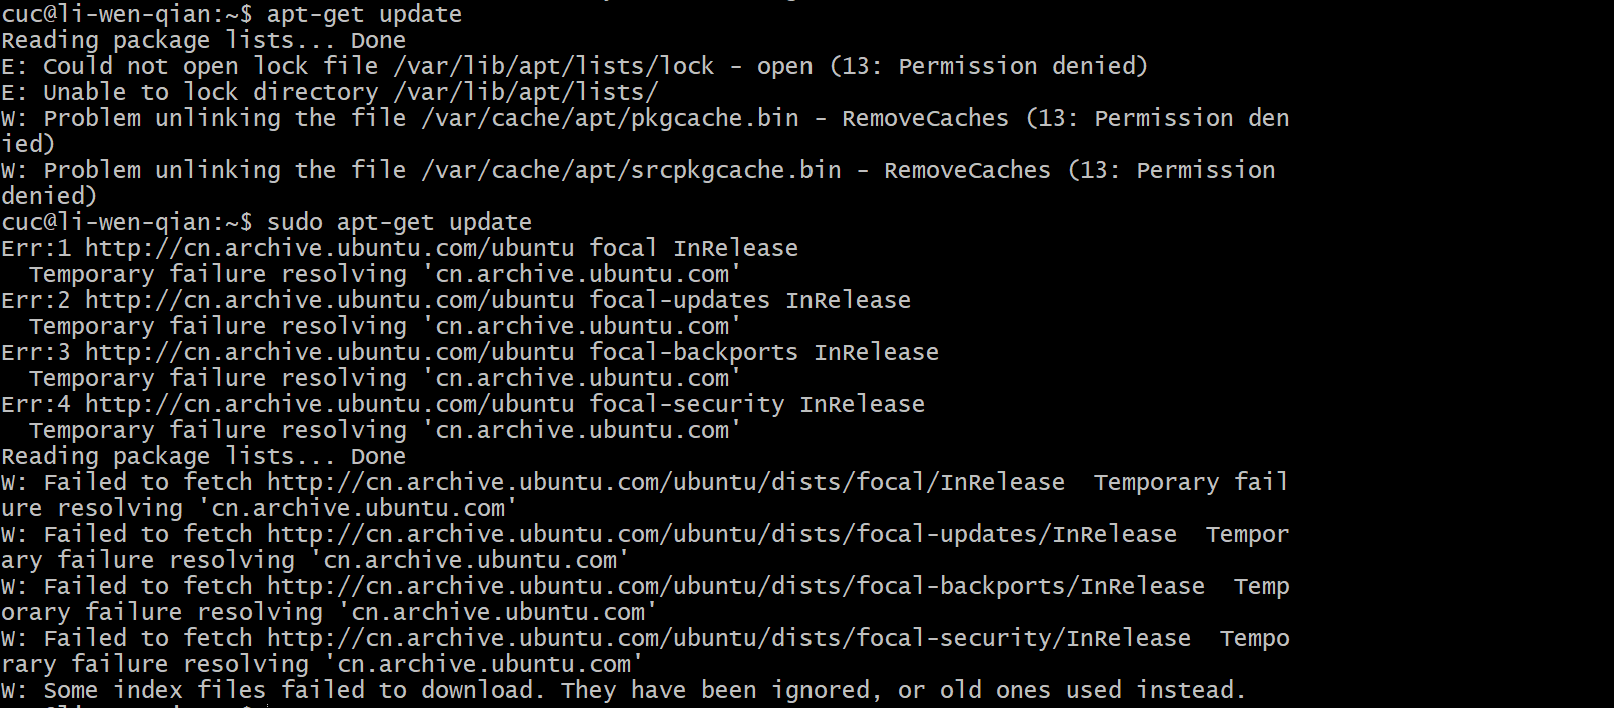 cuc@li-wen-qian:~$ apt-get update
Reading package lists... Done
E: Could not open lock file /var/lib/apt/lists/lock - open (13: Permission denied)
E: Unable to lock directory /var/lib/apt/lists/
W: Problem unlinking the file /var/cache/apt/pkgcache.bin - RemoveCaches (13: Permission den
ied)
W: Problem unlinking the file /var/cache/apt/srcpkgcache.bin - RemoveCaches (13: Permission
denied)
cuc@li-wen-qian:~$ sudo apt-get update
Err:1 http://cn.archive.ubuntu.com/ubuntu focal InRelease
  Temporary failure resolving 'cn.archive.ubuntu.com'
Err:2 http://cn.archive.ubuntu.com/ubuntu focal-updates InRelease
  Temporary failure resolving 'cn.archive.ubuntu.com'
Err:3 http://cn.archive.ubuntu.com/ubuntu focal-backports InRelease
  Temporary failure resolving 'cn.archive.ubuntu.com'
Err:4 http://cn.archive.ubuntu.com/ubuntu focal-security InRelease
  Temporary failure resolving 'cn.archive.ubuntu.com'
Reading package lists... Done
W: Failed to fetch http://cn.archive.ubuntu.com/ubuntu/dists/focal/InRelease  Temporary fail
ure resolving 'cn.archive.ubuntu.com'
W: Failed to fetch http://cn.archive.ubuntu.com/ubuntu/dists/focal-updates/InRelease  Tempor
ary failure resolving 'cn.archive.ubuntu.com'
W: Failed to fetch http://cn.archive.ubuntu.com/ubuntu/dists/focal-backports/InRelease  Temp
orary failure resolving 'cn.archive.ubuntu.com'
W: Failed to fetch http://cn.archive.ubuntu.com/ubuntu/dists/focal-security/InRelease  Tempo
rary failure resolving 'cn.archive.ubuntu.com'
W: Some index files failed to download. They have been ignored, or old ones used instead.